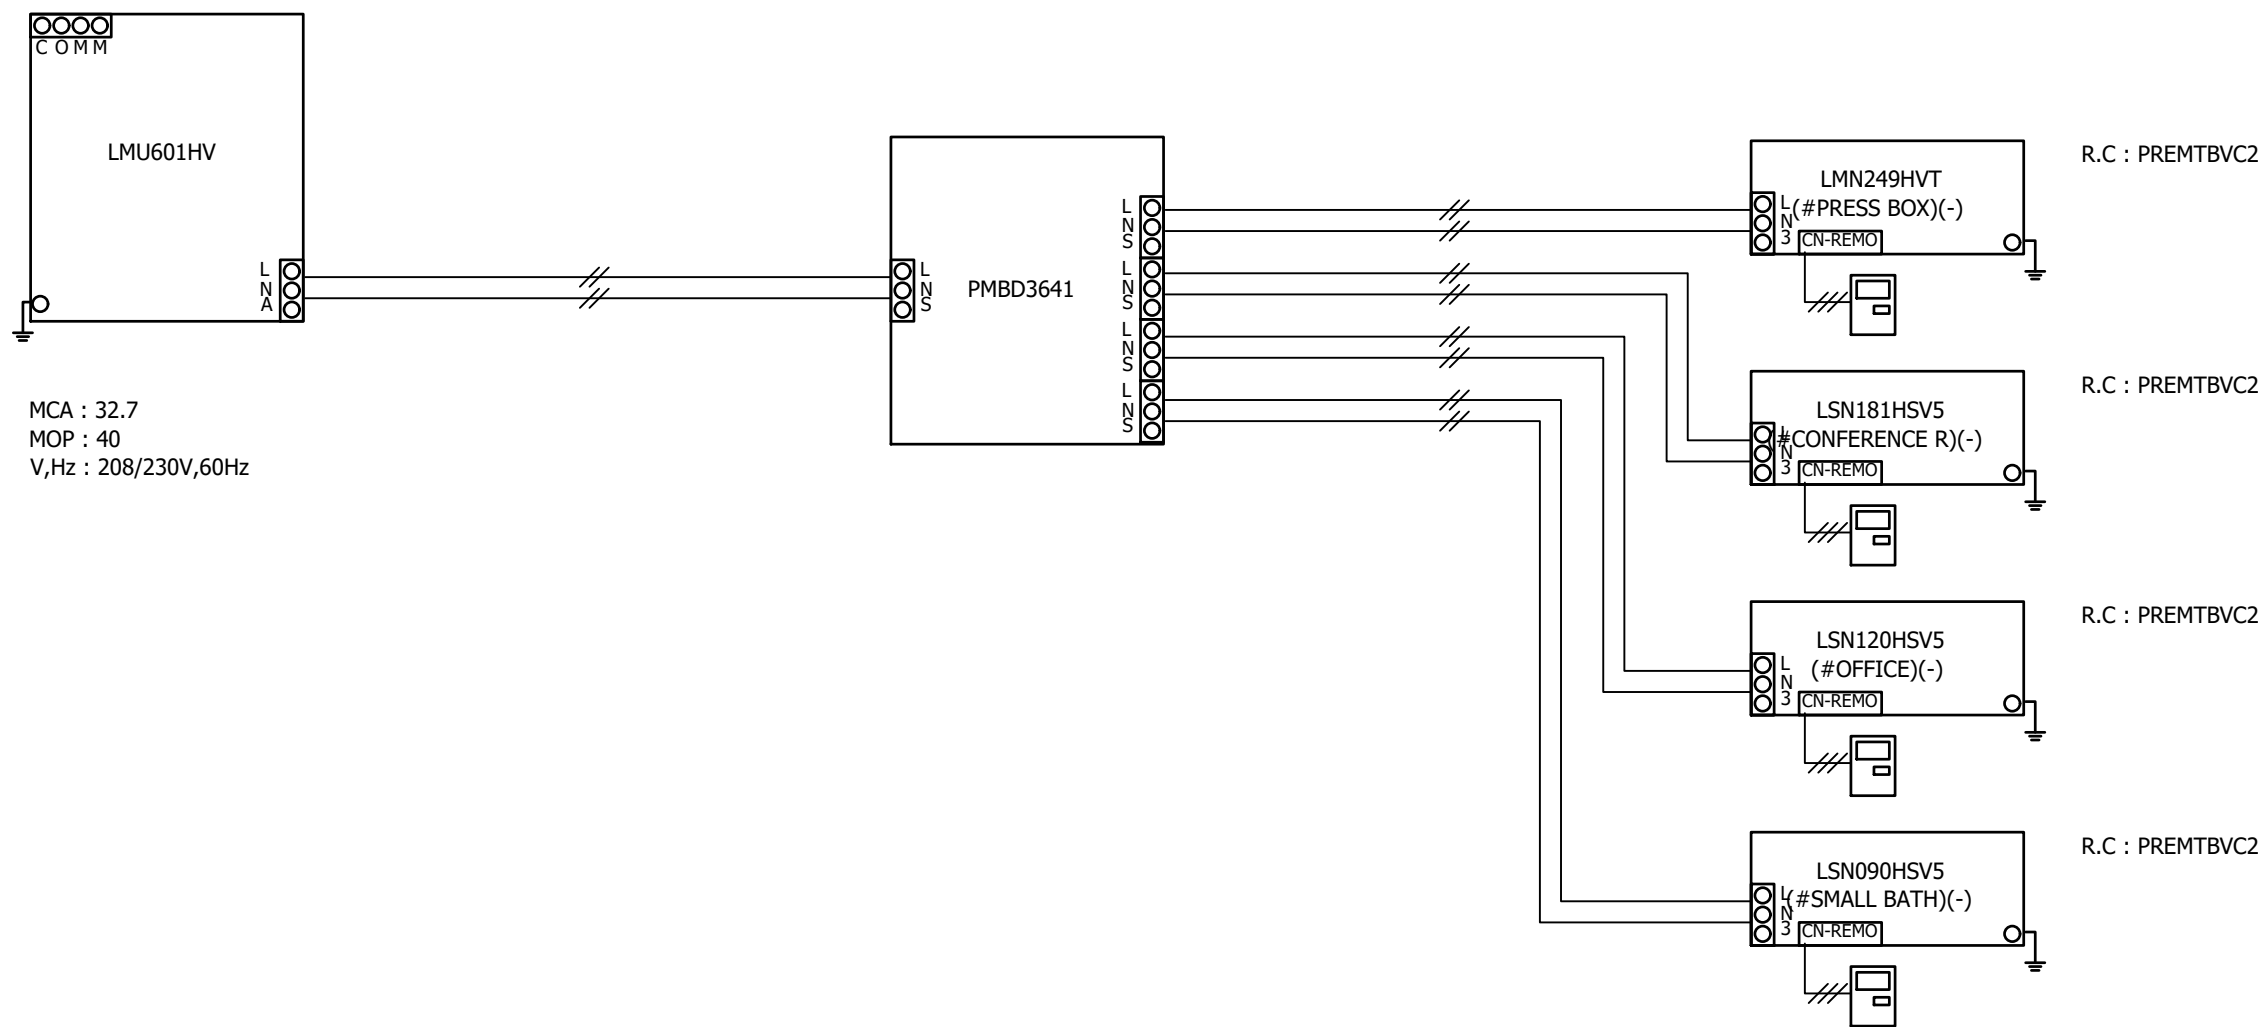 C O M M
LMU601HV
L
N
A
MCA : 32.7
MOP : 40
V,Hz : 208/230V,60Hz
L
N
S
PMBD3641
L
N
S
L
N
S
L
N
S
L
N
S
LMN249HVT
(#PRESS BOX)(-)
L
N
3
CN-REMO
R.C : PREMTBVC2
LSN181HSV5
(#CONFERENCE R)(-)
L
N
3
CN-REMO
R.C : PREMTBVC2
LSN120HSV5
(#OFFICE)(-)
L
N
3
CN-REMO
R.C : PREMTBVC2
LSN090HSV5
(#SMALL BATH)(-)
L
N
3
CN-REMO
R.C : PREMTBVC2